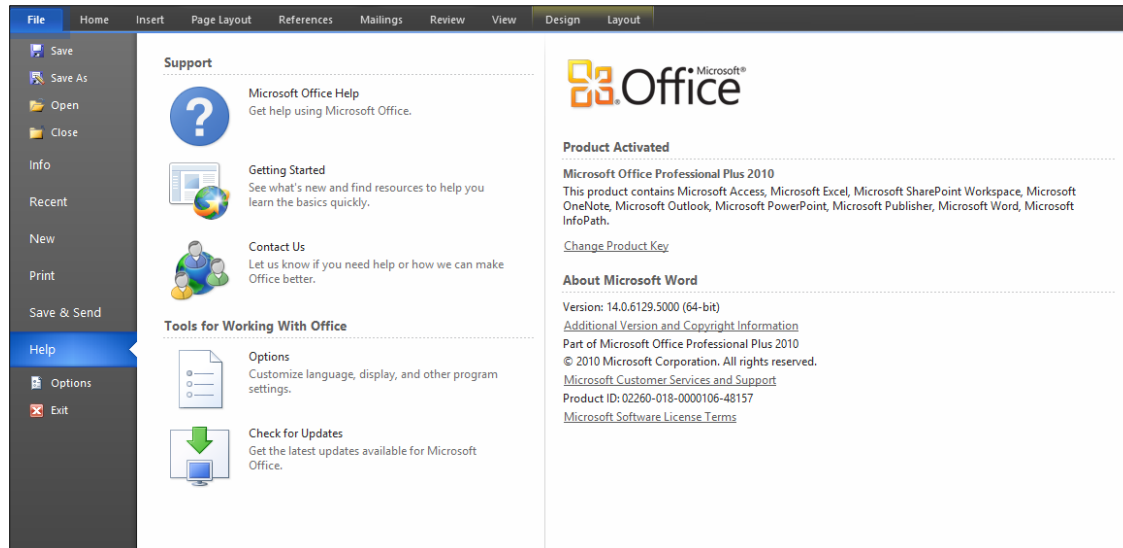 File Home Insert Page Layout References Mailings Review View Design Layout
Save
Save As
Open
Close
Info
Recent
New
Print
Save & Send
Help
Options
Exit
Support
Microsoft Office Help
Get help using Microsoft Office.
Getting Started
See what's new and find resources to help you
learn the basics quickly.
Contact Us
Let us know if you need help or how we can make
Office better.
Tools for Working With Office
Options
Customize language, display, and other program
settings.
Check for Updates
Get the latest updates available for Microsoft
Office.
Microsoft®
Office
Product Activated
Microsoft Office Professional Plus 2010
This product contains Microsoft Access, Microsoft Excel, Microsoft SharePoint Workspace, Microsoft
OneNote, Microsoft Outlook, Microsoft PowerPoint, Microsoft Publisher, Microsoft Word, Microsoft
InfoPath.
Change Product Key
About Microsoft Word
Version: 14.0.6129.5000 (64-bit)
Additional Version and Copyright Information
Part of Microsoft Office Professional Plus 2010
© 2010 Microsoft Corporation. All rights reserved.
Microsoft Customer Services and Support
Product ID: 02260-018-0000106-48157
Microsoft Software License Terms